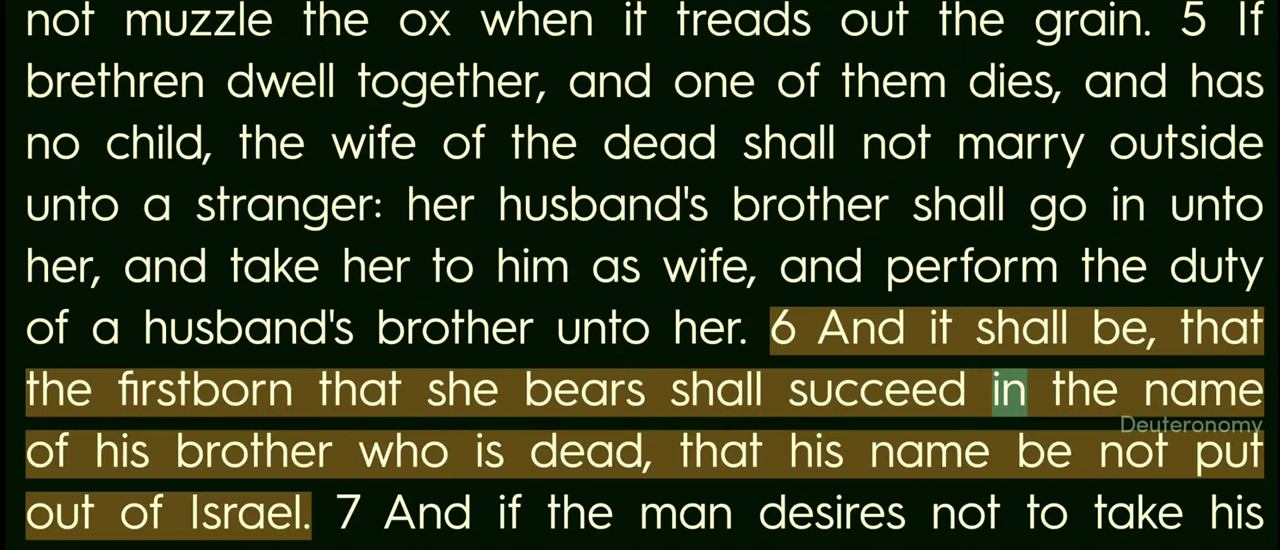 not muzzle the ox when it treads out the grain. 5 If
brethren dwell together, and one of them dies, and has
no child, the wife of the dead shall not marry outside
unto a stranger: her husband's brother shall go in unto
her, and take her to him as wife, and perform the duty
of a husband's brother unto her. 6 And it shall be, that
the firstborn that she bears shall succeed in the name
Deuteronomy
of his brother who is dead, that his name be not put
out of Israel. 7 And if the man desires not to take his